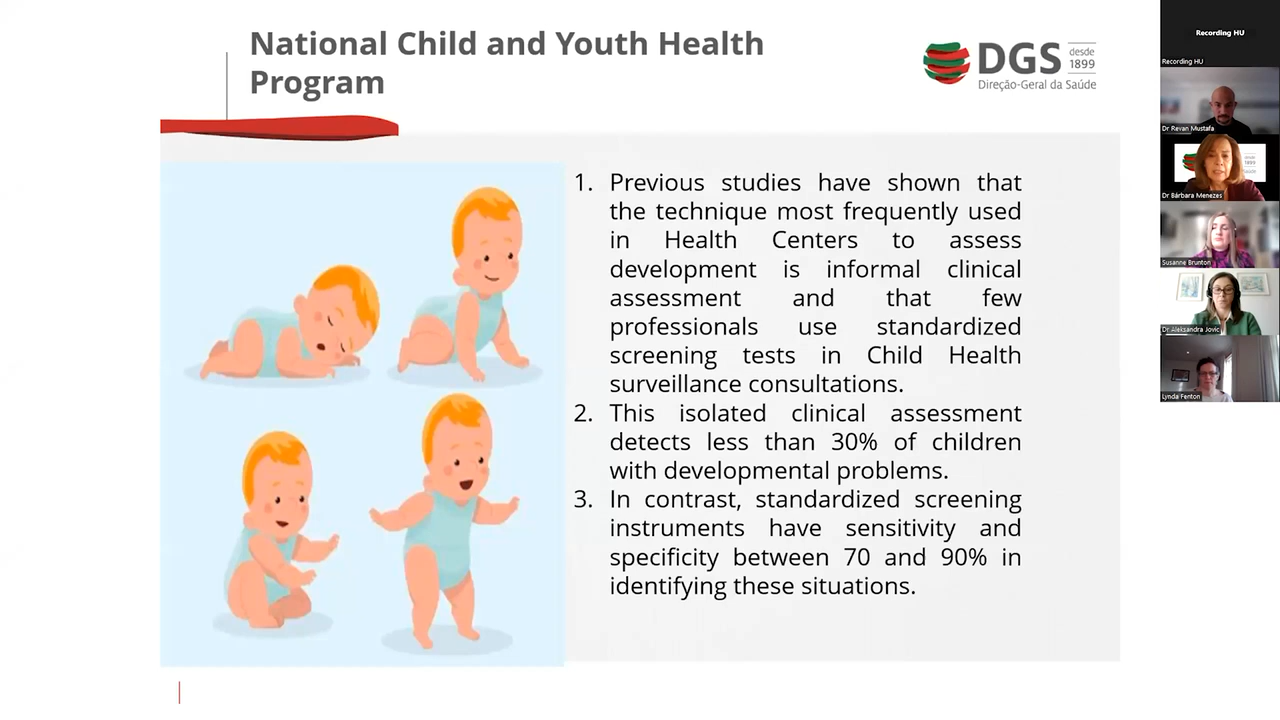 National Child and Youth Health
Program
DGS
desde
1899
Direção-Geral da Saúde
1. Previous studies have shown that
the technique most frequently used
in Health Centers to assess
development is informal clinical
assessment and that few
professionals use standardized
screening tests in Child Health
surveillance consultations.
2. This isolated clinical assessment
detects less than 30% of children
with developmental problems.
3. In contrast, standardized screening
instruments have sensitivity and
specificity between 70 and 90% in
identifying these situations.
Recording HU
Recording HU
Dr Revan Mustafa
Dr Bárbara Menezes
Susanne Brunton
Dr Aleksandra Jovic
Lynda Fenton